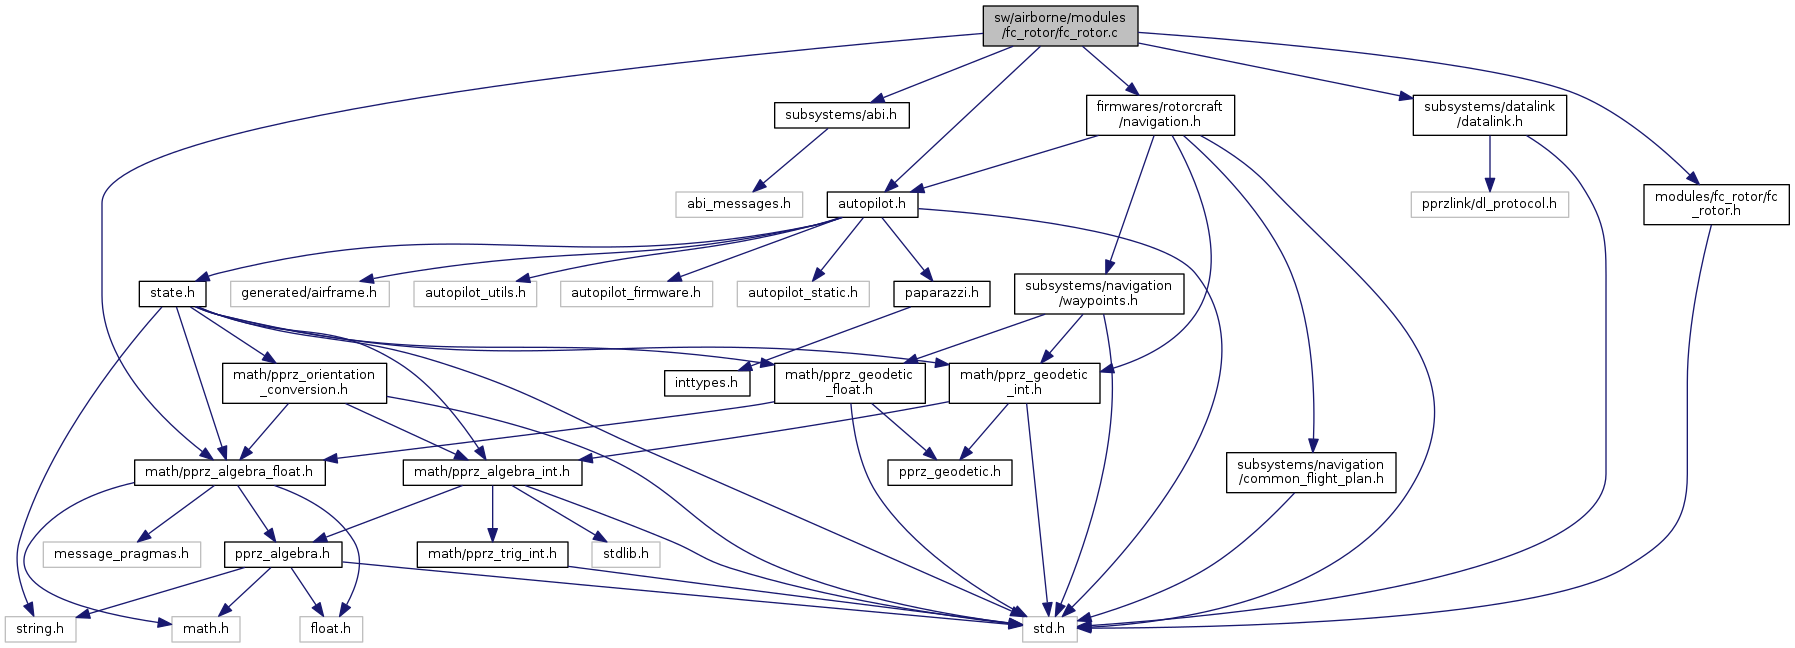 sw/airborne/modules
/fc_rotor/fc_rotor.c
subsystems/abi.h
firmwares/rotorcraft
/navigation.h
subsystems/datalink
/datalink.h
abi_messages.h
autopilot.h
pprzlink/dl_protocol.h
modules/fc_rotor/fc
_rotor.h
state.h
generated/airframe.h
autopilot_utils.h
autopilot_firmware.h
autopilot_static.h
paparazzi.h
subsystems/navigation
/waypoints.h
math/pprz_orientation
_conversion.h
inttypes.h
math/pprz_geodetic
_float.h
math/pprz_geodetic
_int.h
math/pprz_algebra_float.h
math/pprz_algebra_int.h
pprz_geodetic.h
subsystems/navigation
/common_flight_plan.h
message_pragmas.h
pprz_algebra.h
math/pprz_trig_int.h
stdlib.h
string.h
math.h
float.h
std.h